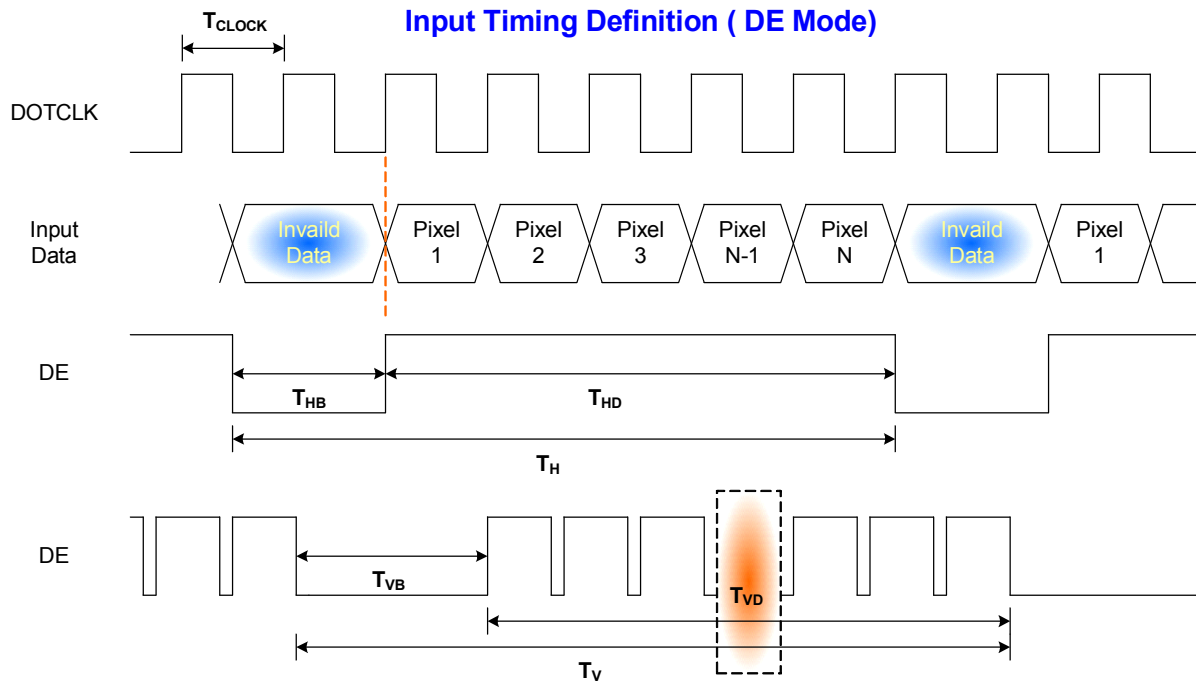 Input Timing Definition ( DE Mode)
TCLOCK
DOTCLK
Input
Data
Invaild
Data
Pixel
1
Pixel
2
Pixel
3
Pixel
N-1
Pixel
N
Invaild
Data
Pixel
1
DE
THB
THD
TH
DE
TVB
TVD
TV